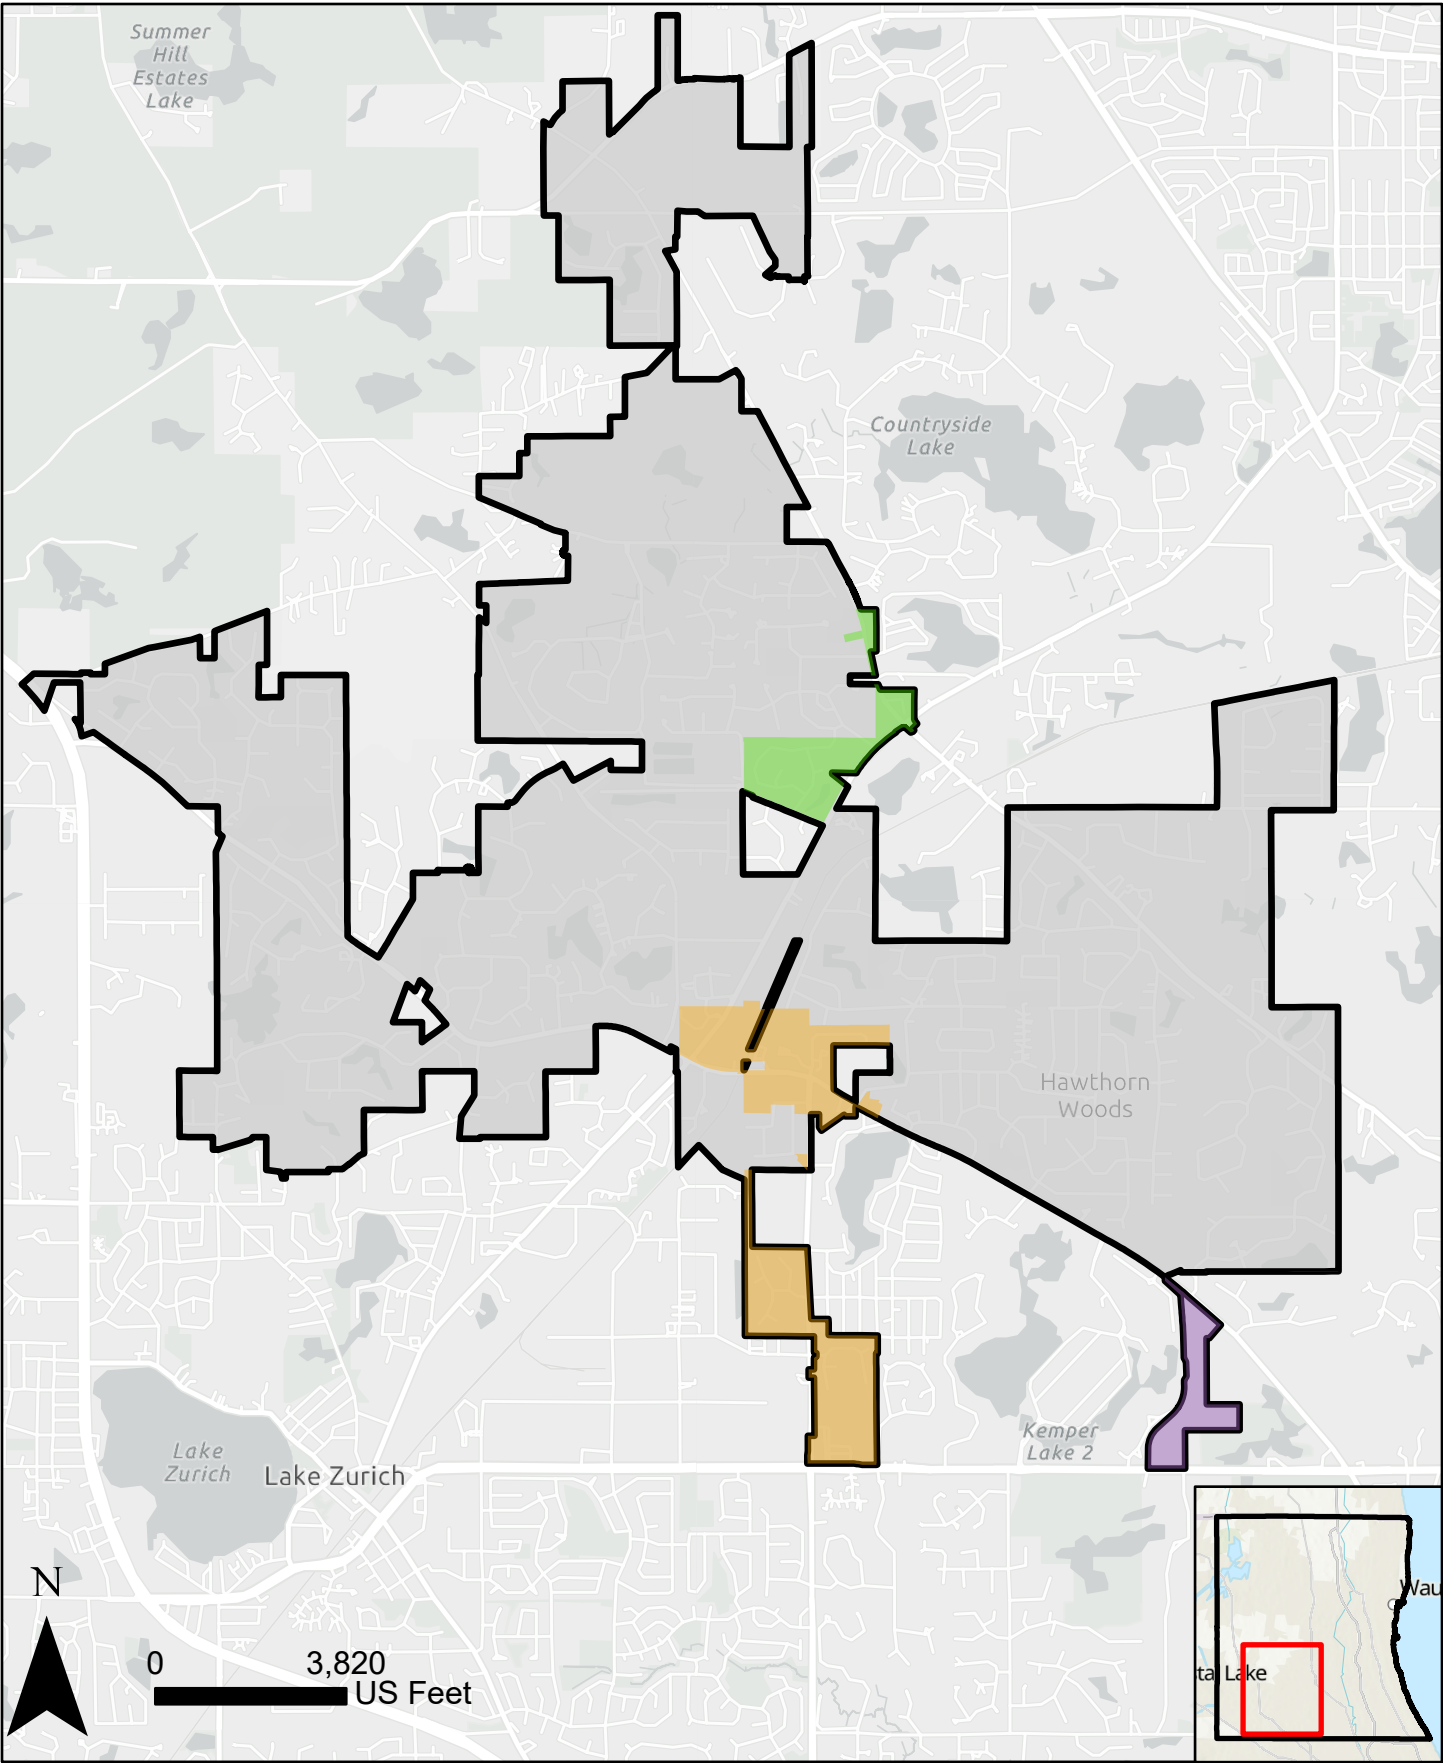 Summer
Hill
Estates
Lake
Countryside
Lake
Hawthorn
Woods
Kemper
Lake 2
Lake
Zurich
Lake Zurich
N
0 3,820
US Feet
Wau
tal Lake